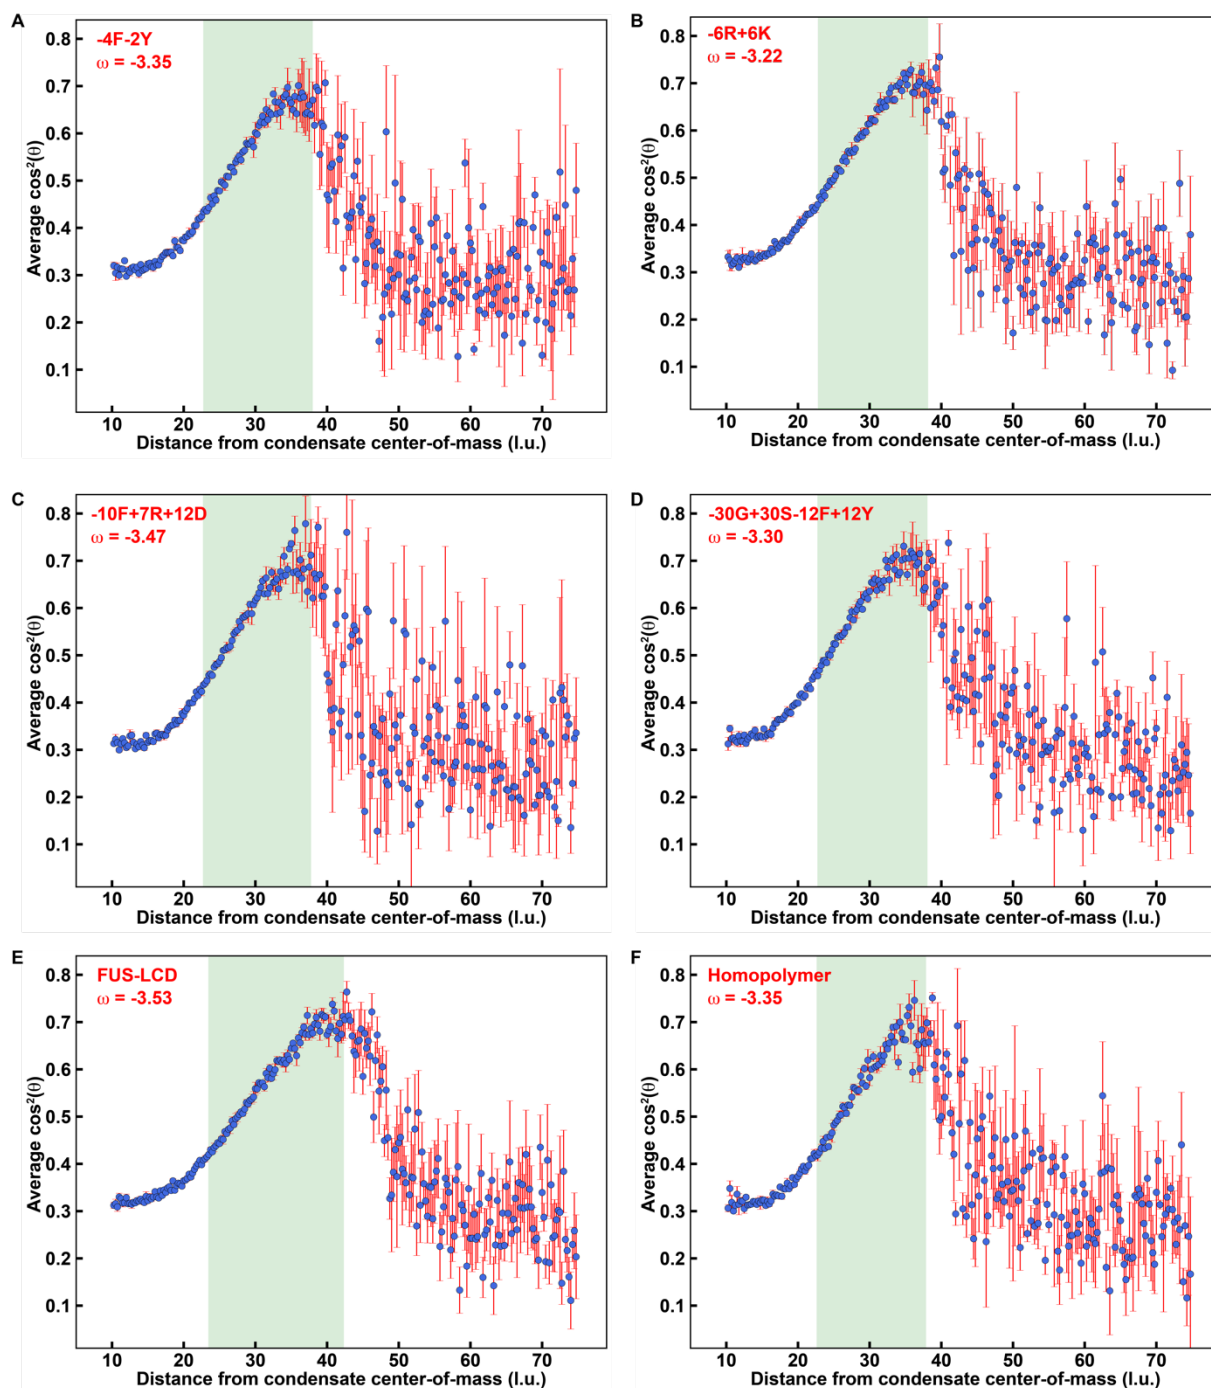 A
-4F-2Y
ω = -3.35
Average cos²(θ)
0.8
0.7
0.6
0.5
0.4
0.3
0.2
0.1
10 20 30 40 50 60 70
Distance from condensate center-of-mass (l.u.)
B
-6R+6K
ω = -3.22
Average cos²(θ)
0.8
0.7
0.6
0.5
0.4
0.3
0.2
0.1
10 20 30 40 50 60 70
Distance from condensate center-of-mass (l.u.)
C
-10F+7R+12D
ω = -3.47
Average cos²(θ)
0.8
0.7
0.6
0.5
0.4
0.3
0.2
0.1
10 20 30 40 50 60 70
Distance from condensate center-of-mass (l.u.)
D
-30G+30S-12F+12Y
ω = -3.30
Average cos²(θ)
0.8
0.7
0.6
0.5
0.4
0.3
0.2
0.1
10 20 30 40 50 60 70
Distance from condensate center-of-mass (l.u.)
E
FUS-LCD
ω = -3.53
Average cos²(θ)
0.8
0.7
0.6
0.5
0.4
0.3
0.2
0.1
10 20 30 40 50 60 70
Distance from condensate center-of-mass (l.u.)
F
Homopolymer
ω = -3.35
Average cos²(θ)
0.8
0.7
0.6
0.5
0.4
0.3
0.2
0.1
10 20 30 40 50 60 70
Distance from condensate center-of-mass (l.u.)